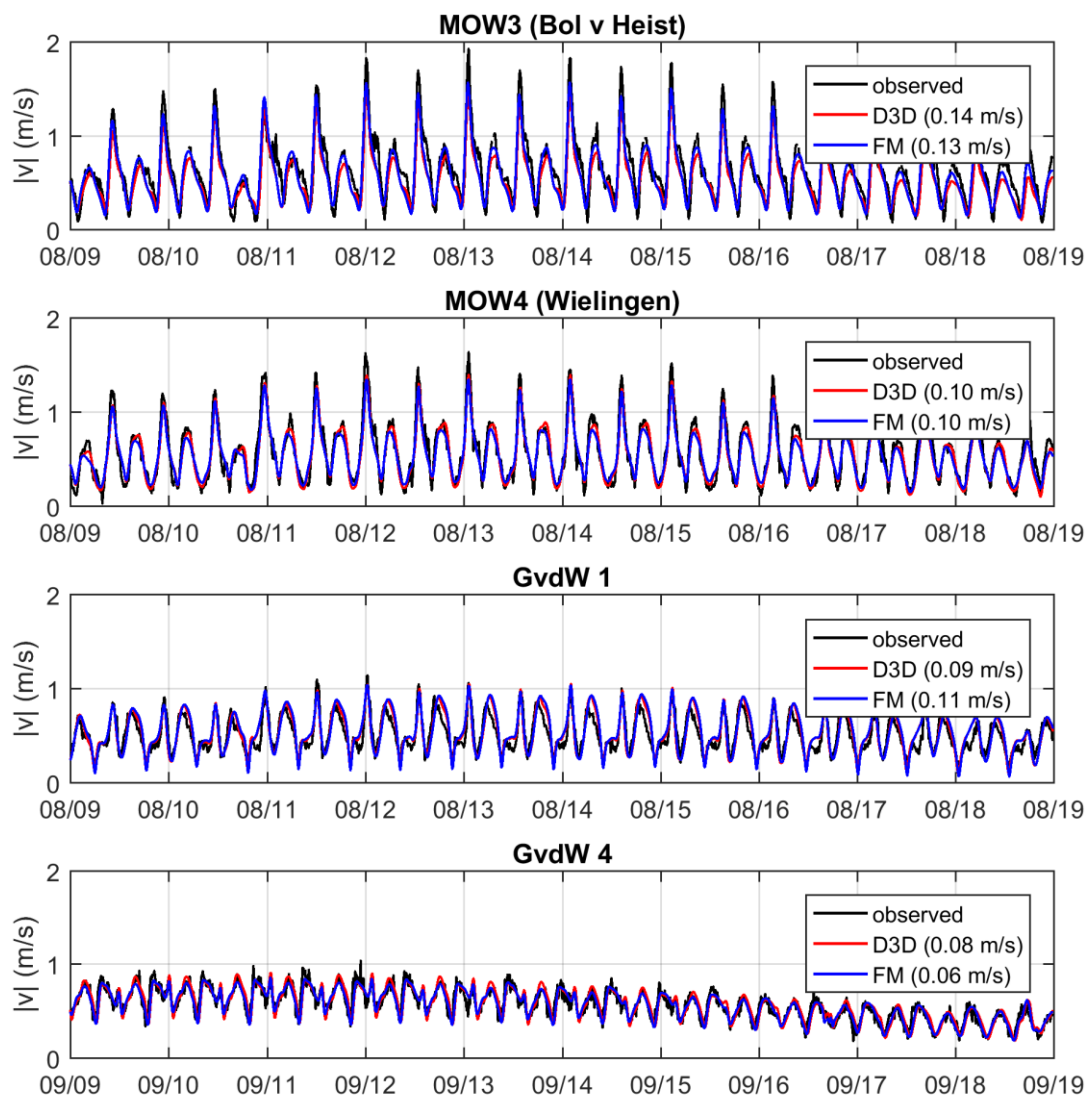 MOW3 (Bol v Heist)
2
1
0
|v| (m/s)
observed
D3D (0.14 m/s)
FM (0.13 m/s)
08/09 08/10 08/11 08/12 08/13 08/14 08/15 08/16 08/17 08/18 08/19
MOW4 (Wielingen)
2
1
0
|v| (m/s)
observed
D3D (0.10 m/s)
FM (0.10 m/s)
08/09 08/10 08/11 08/12 08/13 08/14 08/15 08/16 08/17 08/18 08/19
GvdW 1
2
1
0
|v| (m/s)
observed
D3D (0.09 m/s)
FM (0.11 m/s)
08/09 08/10 08/11 08/12 08/13 08/14 08/15 08/16 08/17 08/18 08/19
GvdW 4
2
1
0
|v| (m/s)
observed
D3D (0.08 m/s)
FM (0.06 m/s)
09/09 09/10 09/11 09/12 09/13 09/14 09/15 09/16 09/17 09/18 09/19